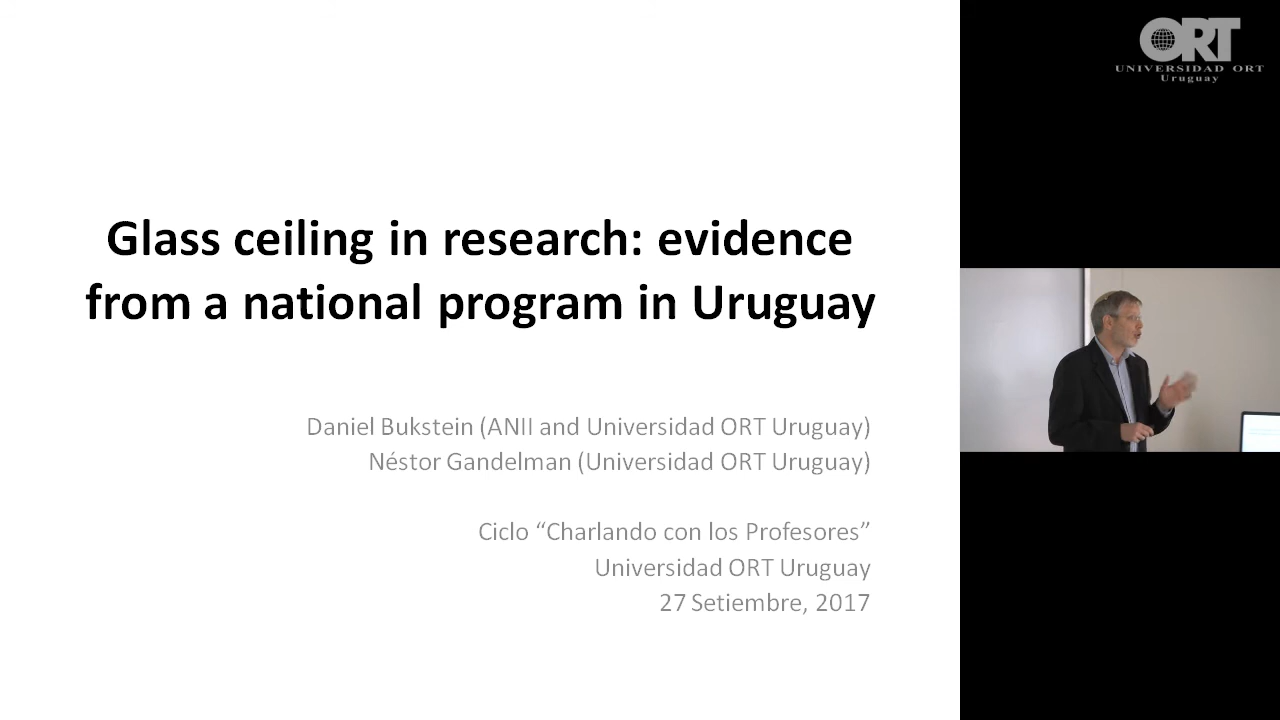 Glass ceiling in research: evidence
from a national program in Uruguay
Daniel Bukstein (ANII and Universidad ORT Uruguay)
Néstor Gandelman (Universidad ORT Uruguay)
Ciclo “Charlando con los Profesores”
Universidad ORT Uruguay
27 Setiembre, 2017
ORT
UNIVERSIDAD ORT
Uruguay